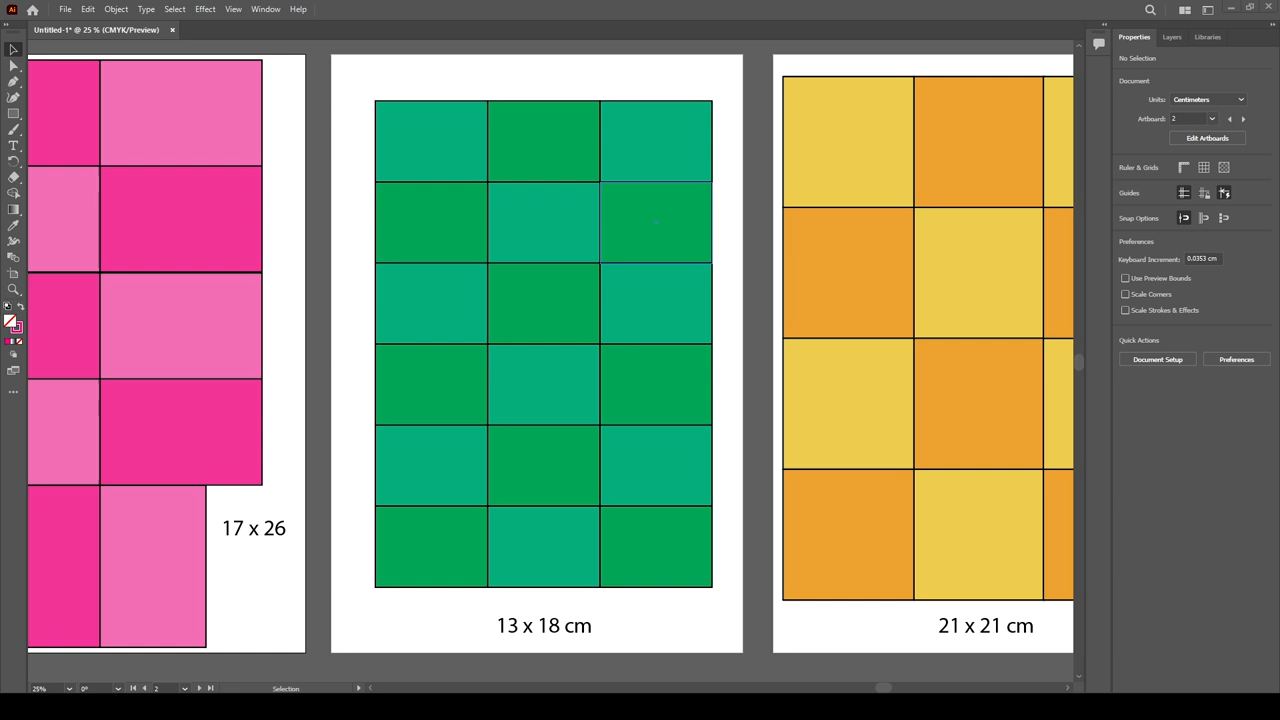 Ai File Edit Object Type Select Effect View Window Help
Untitled-1* @ 25 % (CMYK/Preview) ×
Properties Layers Libraries
No Selection
Document
Units: Centimeters
Artboard: 2
Edit Artboards
Ruler & Grids
Guides
Snap Options
Preferences
Keyboard Increment: 0.0353 cm
Use Preview Bounds
Scale Corners
Scale Strokes & Effects
Quick Actions
Document Setup Preferences
17 x 26
13 x 18 cm
21 x 21 cm
25% 0° 2 Selection